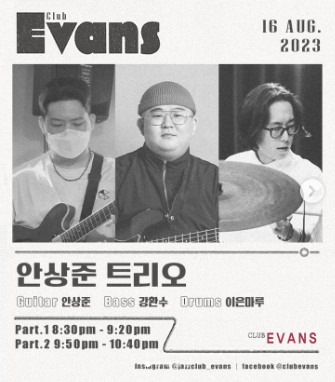 Club
Evans
16 AUG.
2023
안상준 트리오
Guitar 안상준 Bass 강환수 Drums 이은마루
Part.1 8:30pm - 9:20pm
Part.2 9:50pm - 10:40pm
CLUB EVANS
Instagram @jazzclub_evans | facebook @clubevans